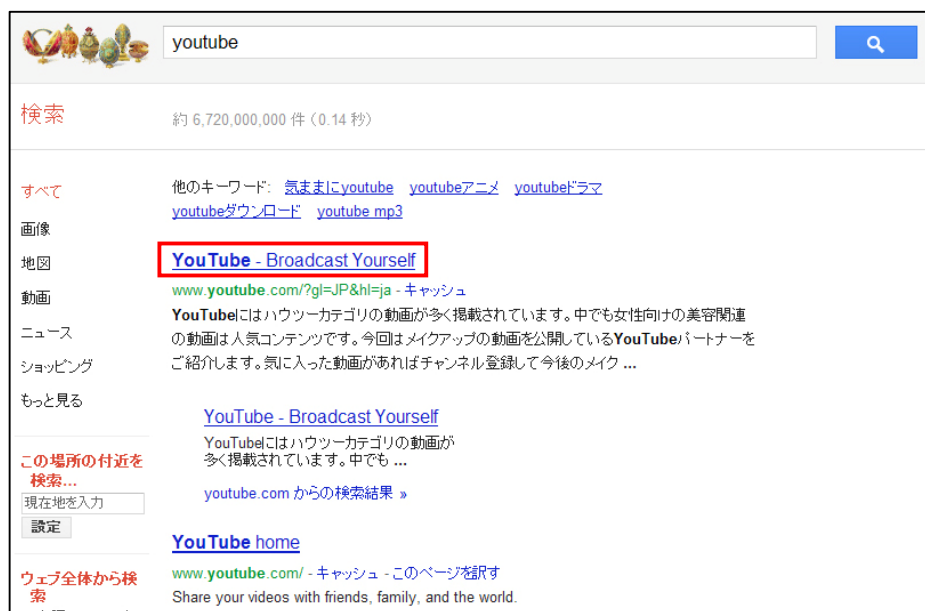 youtube
検索
約 6,720,000,000 件 (0.14 秒)
すべて
画像
地図
動画
ニュース
ショッピング
もっと見る
この場所の付近を
検索...
現在地を入力
設定
ウェブ全体から検
索
他のキーワード: 気ままにyoutube youtubeアニメ youtubeドラマ
youtubeダウンロード youtube mp3
YouTube - Broadcast Yourself
www.youtube.com/?gl=JP&hl=ja - キャッシュ
YouTubeにはハウツーカテゴリの動画が多く掲載されています。中でも女性向けの美容関連
の動画は人気コンテンツです。今回はメイクアップの動画を公開しているYouTubeパートナーを
ご紹介します。気に入った動画があればチャンネル登録して今後のメイク ...
YouTube - Broadcast Yourself
YouTubeにはハウツーカテゴリの動画が
多く掲載されています。中でも ...
youtube.com からの検索結果 »
YouTube home
www.youtube.com/ - キャッシュ - このページを訳す
Share your videos with friends, family, and the world.